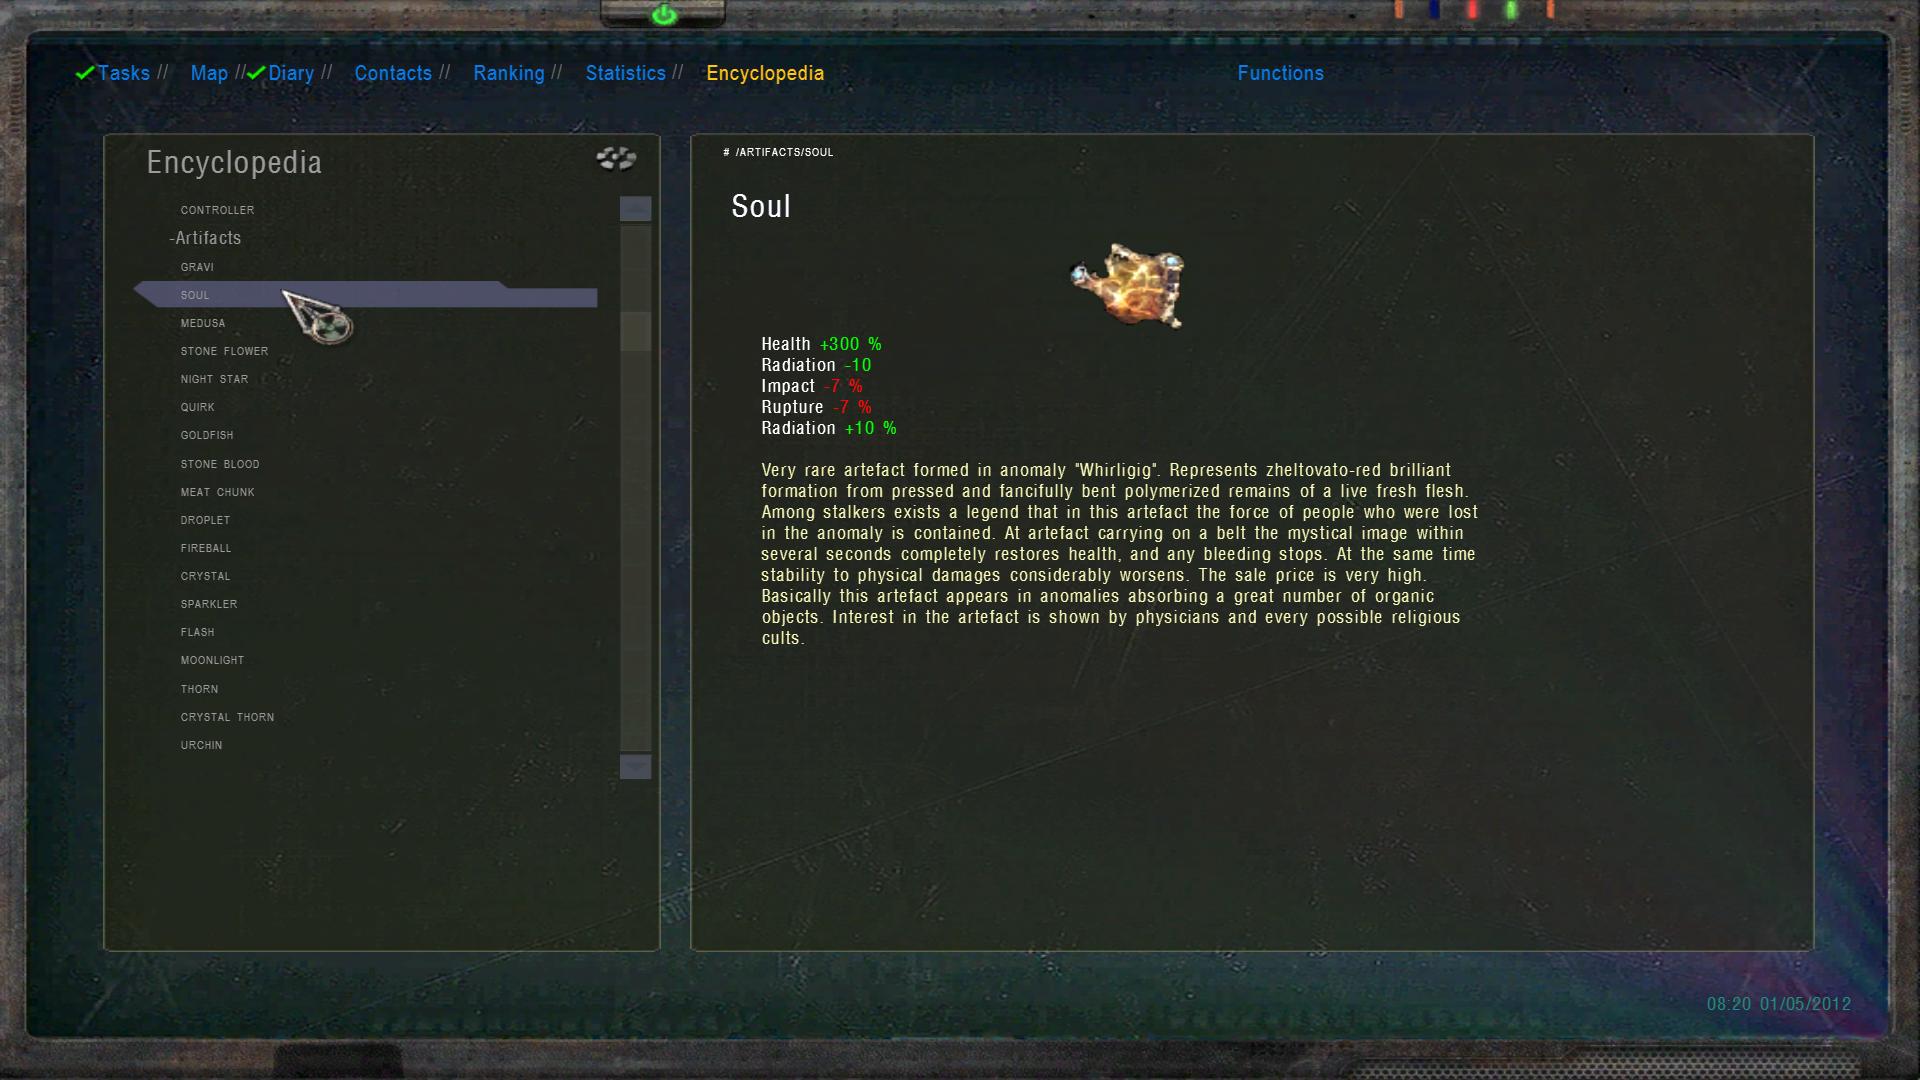 Tasks // Map // Diary // Contacts // Ranking // Statistics // Encyclopedia Functions
Encyclopedia
CONTROLLER
-Artifacts
GRAVI
SOUL
MEDUSA
STONE FLOWER
NIGHT STAR
QUIRK
GOLDFISH
STONE BLOOD
MEAT CHUNK
DROPLET
FIREBALL
CRYSTAL
SPARKLER
FLASH
MOONLIGHT
THORN
CRYSTAL THORN
URCHIN
# /ARTIFACTS/SOUL
Soul
Health +300 %
Radiation -10
Impact -7 %
Rupture -7 %
Radiation +10 %
Very rare artefact formed in anomaly "Whirligig". Represents zheltovato-red brilliant
formation from pressed and fancifully bent polymerized remains of a live fresh flesh.
Among stalkers exists a legend that in this artefact the force of people who were lost
in the anomaly is contained. At artefact carrying on a belt the mystical image within
several seconds completely restores health, and any bleeding stops. At the same time
stability to physical damages considerably worsens. The sale price is very high.
Basically this artefact appears in anomalies absorbing a great number of organic
objects. Interest in the artefact is shown by physicians and every possible religious
cults.
08:20 01/05/2012